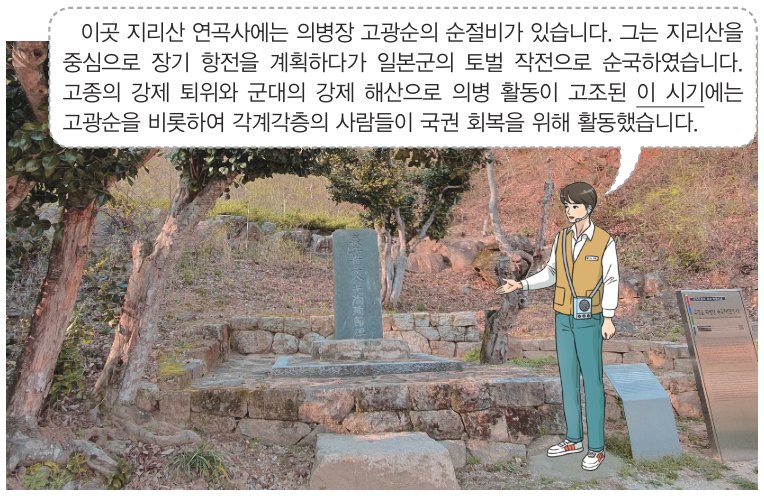 이곳 지리산 연곡사에는 의병장 고광순의 순절비가 있습니다. 그는 지리산을
중심으로 장기 항전을 계획하다가 일본군의 토벌 작전으로 순국하였습니다.
고종의 강제 퇴위와 군대의 강제 해산으로 의병 활동이 고조된 이 시기에는
고광순을 비롯하여 각계각층의 사람들이 국권 회복을 위해 활동했습니다.